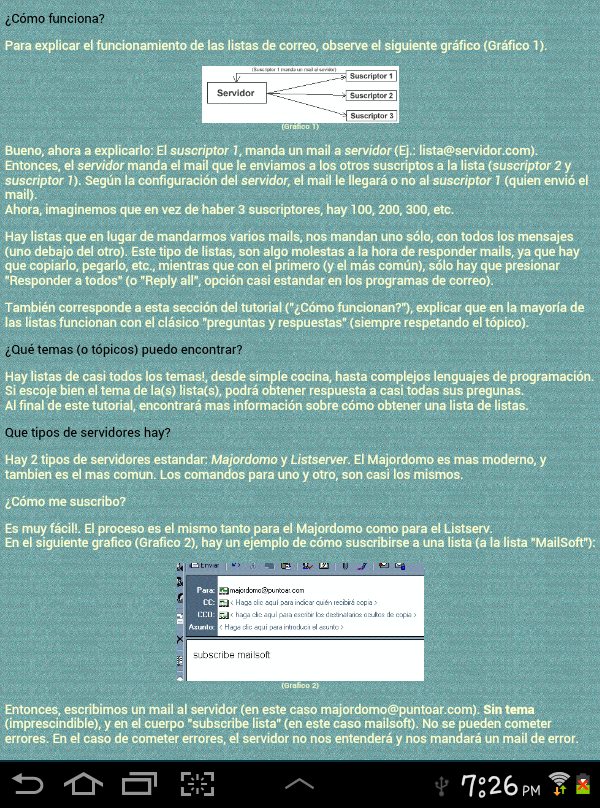 ¿Cómo funciona?
Para explicar el funcionamiento de las listas de correo, observe el siguiente gráfico (Gráfico 1).
(Suscriptor 1 manda un mail al servidor)
Servidor
Suscriptor 1
Suscriptor 2
Suscriptor 3
(Gráfico 1)
Bueno, ahora a explicarlo: El suscriptor 1, manda un mail a servidor (Ej.: lista@servidor.com).
Entonces, el servidor manda el mail que le enviamos a los otros suscriptos a la lista (suscriptor 2 y
suscriptor 1). Según la configuración del servidor, el mail le llegará o no al suscriptor 1 (quien envió el
mail).
Ahora, imaginemos que en vez de haber 3 suscriptores, hay 100, 200, 300, etc.
Hay listas que en lugar de mandarmos varios mails, nos mandan uno sólo, con todos los mensajes
(uno debajo del otro). Este tipo de listas, son algo molestas a la hora de responder mails, ya que hay
que copiarlo, pegarlo, etc., mientras que con el primero (y el más común), sólo hay que presionar
"Responder a todos" (o "Reply all", opción casi estandar en los programas de correo).
También corresponde a esta sección del tutorial ("¿Cómo funcionan?"), explicar que en la mayoría de
las listas funcionan con el clásico "preguntas y respuestas" (siempre respetando el tópico).
¿Qué temas (o tópicos) puedo encontrar?
Hay listas de casi todos los temas!, desde simple cocina, hasta complejos lenguajes de programación.
Si escoje bien el tema de la(s) lista(s), podrá obtener respuesta a casi todas sus pregunas.
Al final de este tutorial, encontrará mas información sobre cómo obtener una lista de listas.
Que tipos de servidores hay?
Hay 2 tipos de servidores estandar: Majordomo y Listserver. El Majordomo es mas moderno, y
tambien es el mas comun. Los comandos para uno y otro, son casi los mismos.
¿Cómo me suscribo?
Es muy fácil!. El proceso es el mismo tanto para el Majordomo como para el Listserv.
En el siguiente grafico (Grafico 2), hay un ejemplo de cómo suscribirse a una lista (a la lista "MailSoft"):
Enviar
Para: majordomo@puntoar.com
CC: < Haga clic aquí para indicar quién recibirá copia >
CCO: < haga clic aquí para escribir los destinatarios ocultos de copia >
Asunto: < Haga clic aquí para introducir el asunto >
subscribe mailsoft
(Grafico 2)
Entonces, escribimos un mail al servidor (en este caso majordomo@puntoar.com). Sin tema
(imprescindible), y en el cuerpo "subscribe lista" (en este caso mailsoft). No se pueden cometer
errores. En el caso de cometer errores, el servidor no nos entenderá y nos mandará un mail de error.
7:26 PM